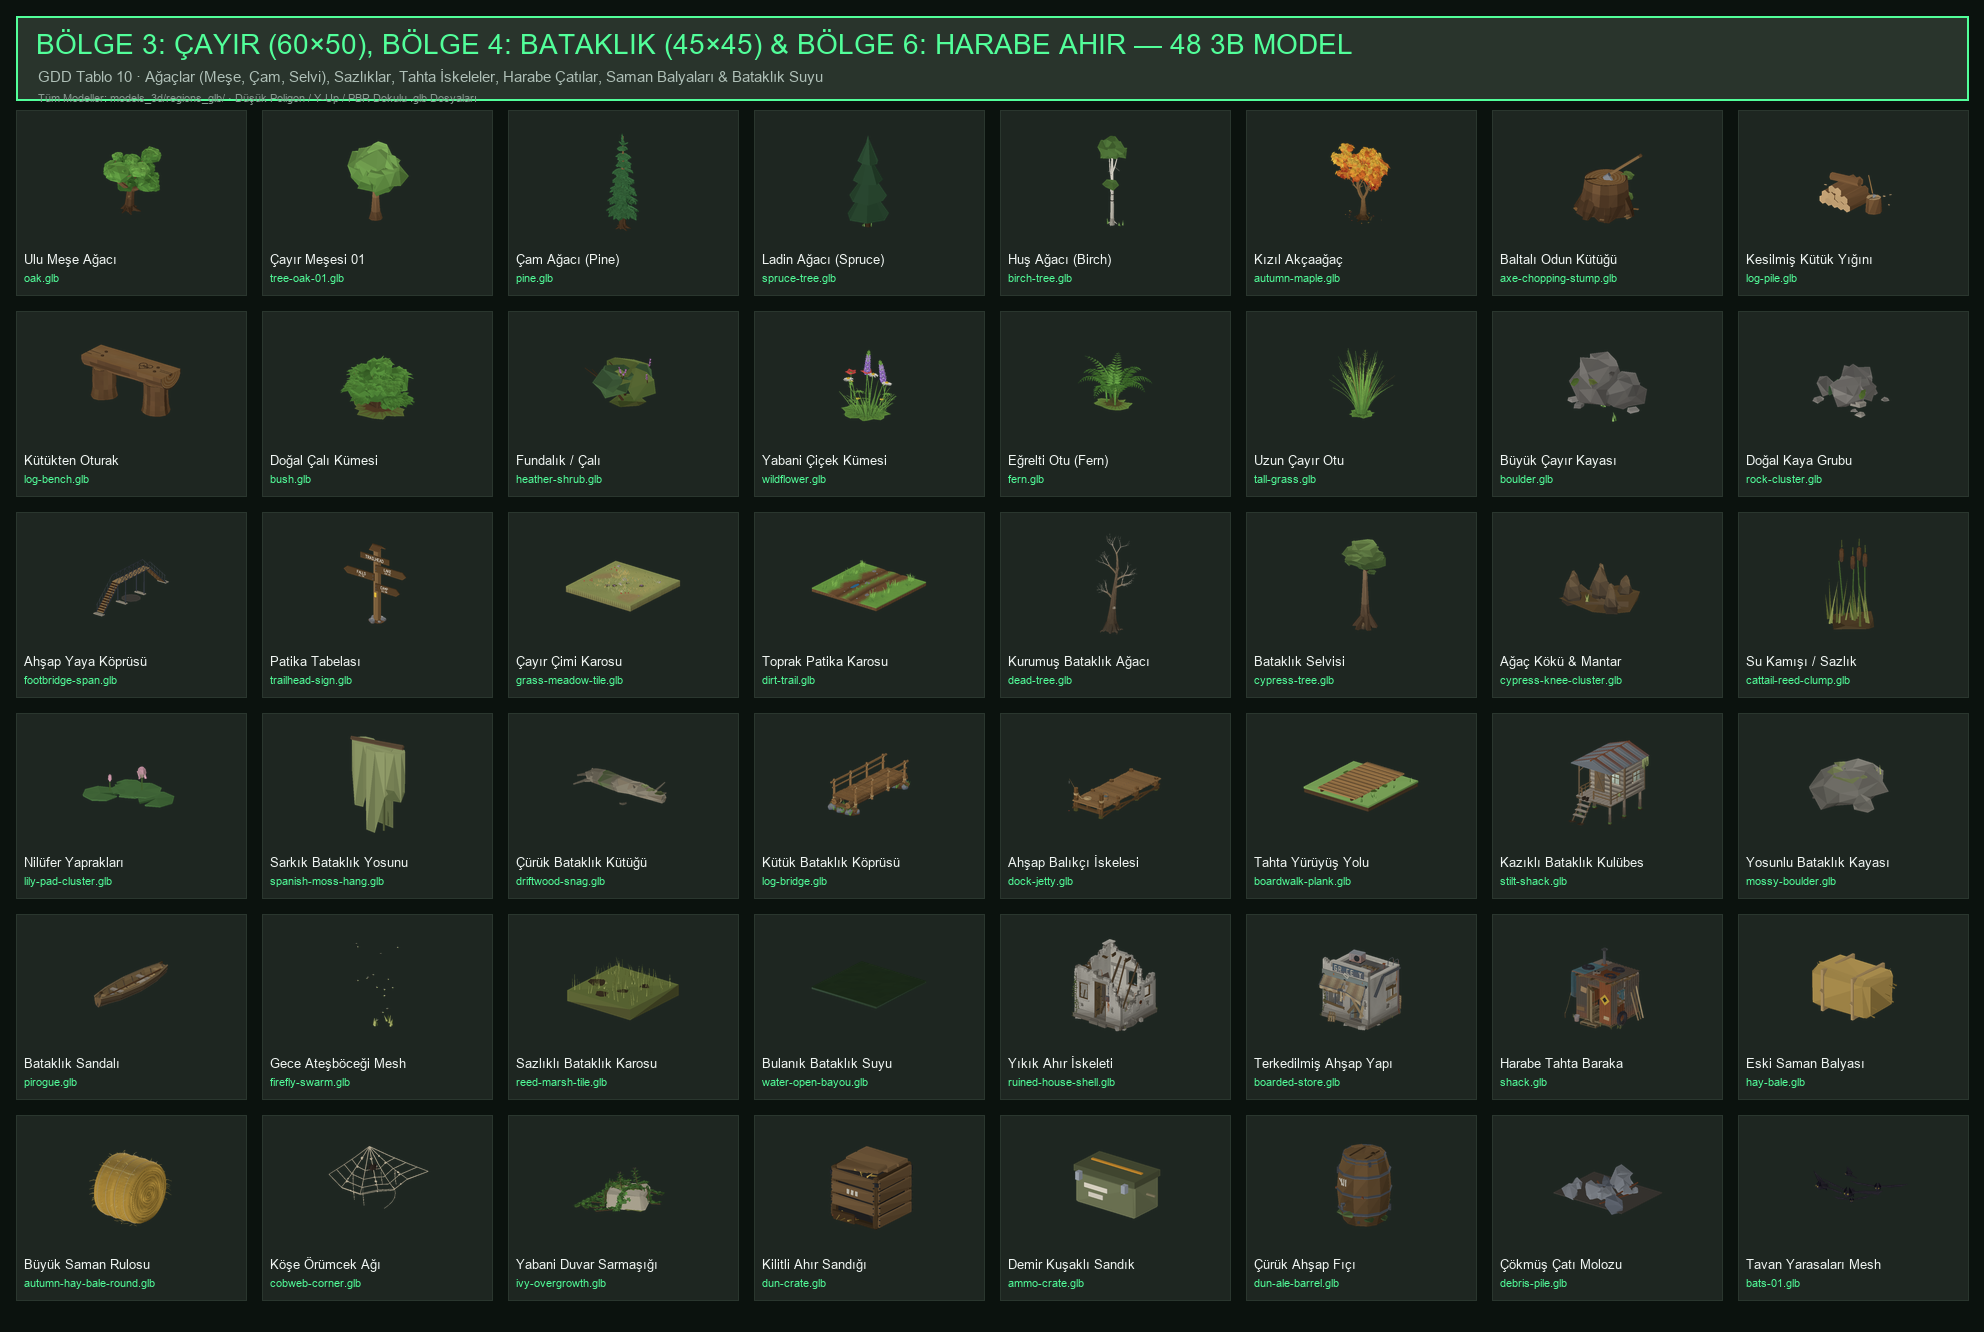 BÖLGE 3: ÇAYIR (60×50), BÖLGE 4: BATAKLIK (45×45) & BÖLGE 6: HARABE AHIR — 48 3B MODEL
GDD Tablo 10 · Ağaçlar (Meşe, Çam, Selvi), Sazlıklar, Tahta İskeleler, Harabe Çatılar, Saman Balyaları & Bataklık Suyu
Tüm Modeller: models_3d/regions_glb/ · Düşük Poligon / Y-Up / PBR Dokulu .glb Dosyaları
Ulu Meşe Ağacı
oak.glb
Çayır Meşesi 01
tree-oak-01.glb
Çam Ağacı (Pine)
pine.glb
Ladin Ağacı (Spruce)
spruce-tree.glb
Huş Ağacı (Birch)
birch-tree.glb
Kızıl Akçaağaç
autumn-maple.glb
Baltalı Odun Kütüğü
axe-chopping-stump.glb
Kesilmiş Kütük Yığını
log-pile.glb
Kütükten Oturak
log-bench.glb
Doğal Çalı Kümesi
bush.glb
Fundalık / Çalı
heather-shrub.glb
Yabani Çiçek Kümesi
wildflower.glb
Eğrelti Otu (Fern)
fern.glb
Uzun Çayır Otu
tall-grass.glb
Büyük Çayır Kayası
boulder.glb
Doğal Kaya Grubu
rock-cluster.glb
Ahşap Yaya Köprüsü
footbridge-span.glb
Patika Tabelası
trailhead-sign.glb
Çayır Çimi Karosu
grass-meadow-tile.glb
Toprak Patika Karosu
dirt-trail.glb
Kurumuş Bataklık Ağacı
dead-tree.glb
Bataklık Selvisi
cypress-tree.glb
Ağaç Kökü & Mantar
cypress-knee-cluster.glb
Su Kamışı / Sazlık
cattail-reed-clump.glb
Nilüfer Yaprakları
lily-pad-cluster.glb
Sarkık Bataklık Yosunu
spanish-moss-hang.glb
Çürük Bataklık Kütüğü
driftwood-snag.glb
Kütük Bataklık Köprüsü
log-bridge.glb
Ahşap Balıkçı İskelesi
dock-jetty.glb
Tahta Yürüyüş Yolu
boardwalk-plank.glb
Kazıklı Bataklık Kulübes
stilt-shack.glb
Yosunlu Bataklık Kayası
mossy-boulder.glb
Bataklık Sandalı
pirogue.glb
Gece Ateşböceği Mesh
firefly-swarm.glb
Sazlıklı Bataklık Karosu
reed-marsh-tile.glb
Bulanık Bataklık Suyu
water-open-bayou.glb
Yıkık Ahır İskeleti
ruined-house-shell.glb
Terkedilmiş Ahşap Yapı
boarded-store.glb
Harabe Tahta Baraka
shack.glb
Eski Saman Balyası
hay-bale.glb
Büyük Saman Rulosu
autumn-hay-bale-round.glb
Köşe Örümcek Ağı
cobweb-corner.glb
Yabani Duvar Sarmaşığı
ivy-overgrowth.glb
Kilitli Ahır Sandığı
dun-crate.glb
Demir Kuşaklı Sandık
ammo-crate.glb
Çürük Ahşap Fıçı
dun-ale-barrel.glb
Çökmüş Çatı Molozu
debris-pile.glb
Tavan Yarasaları Mesh
bats-01.glb